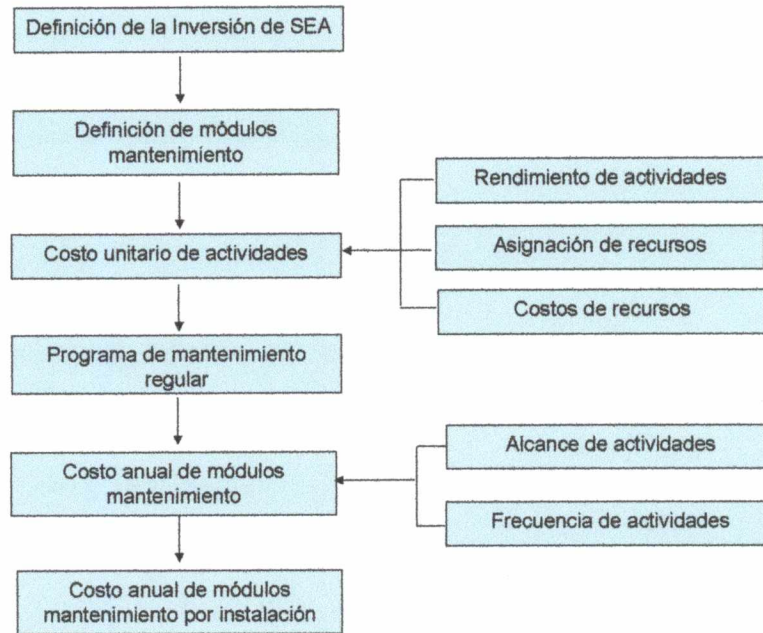 Definición de la Inversión de SEA
Definición de módulos
mantenimiento
Rendimiento de actividades
Costo unitario de actividades
Asignación de recursos
Costos de recursos
Programa de mantenimiento
regular
Alcance de actividades
Costo anual de módulos
mantenimiento
Frecuencia de actividades
Costo anual de módulos
mantenimiento por instalación